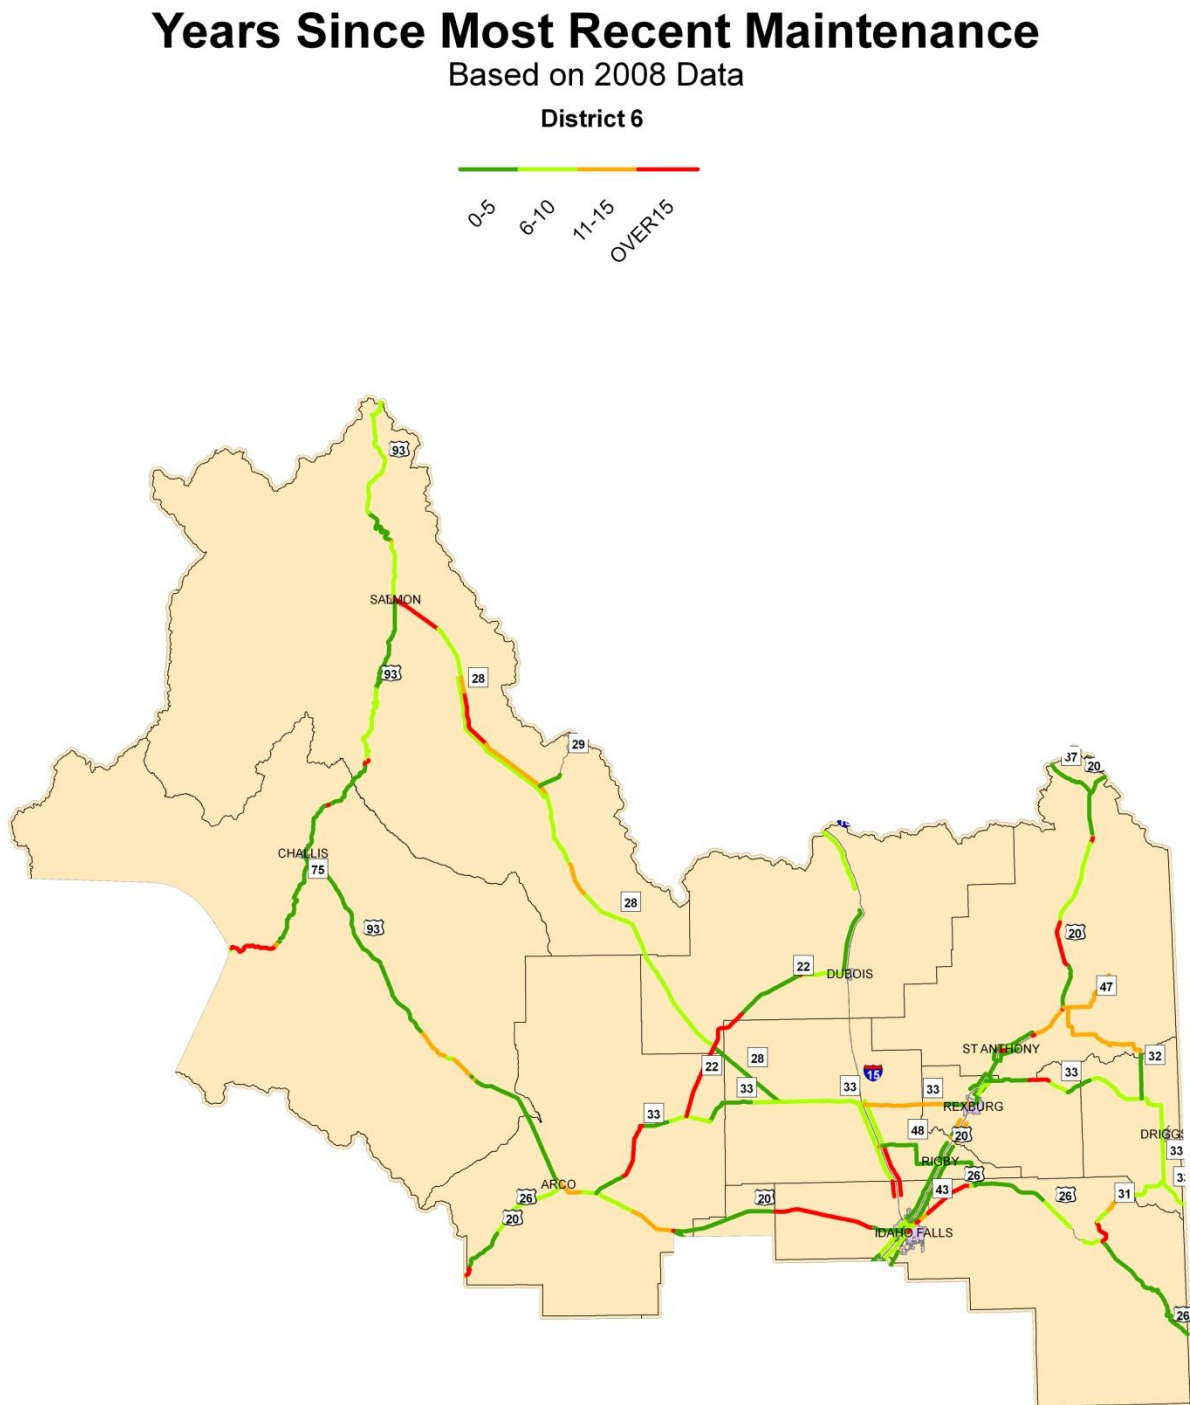 Years Since Most Recent Maintenance
Based on 2008 Data
District 6
0-5
6-10
11-15
OVER15
93
SALMON
93
28
29
87
20
CHALLIS
75
28
93
20
22
DUBOIS
47
ST ANTHONY
32
28
22
33
15
33
33
33
REXBURG
33
48
20
DRIGGS
RIGBY
33
26
ARCO
43
26
31
26
20
20
IDAHO FALLS
26